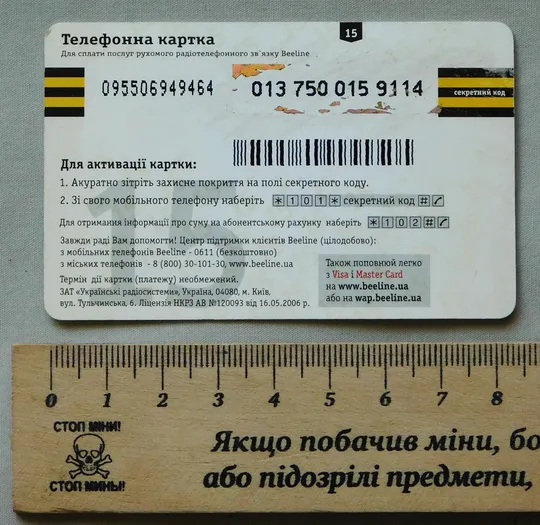 15
Телефонна картка
Для сплати послуг рухомого радіотелефонного зв`язку Beeline
095506949464
013 750 015 9114
секретний код
Для активації картки:
1. Акуратно зітріть захисне покриття на полі секретного коду.
2. Зі свого мобільного телефону наберіть *101* секретний код #
Для отримання інформації про суму на абонентському рахунку наберіть *102#
Завжди раді Вам допомогти! Центр підтримки клієнтів Beeline (цілодобово):
з мобільних телефонів Beeline - 0611 (безкоштовно)
з міських телефонів - 8 (800) 30-101-30, www.beeline.ua
Термін дії картки (платежу) необмежений.
ЗАТ «Українські радіосистеми», Україна, 04080, м. Київ,
вул. Тульчинська, 6. Ліцензія НКРЗ АВ №120093 від 16.05.2006 р.
Також поповнюй легко
з Visa і Master Card
на www.beeline.ua
або на wap.beeline.ua
0 1 2 3 4 5 6 7 8
СТОП МІНИ!
СТОП МИНЫ!
Якщо побачив міни, бо
або підозрілі предмети,